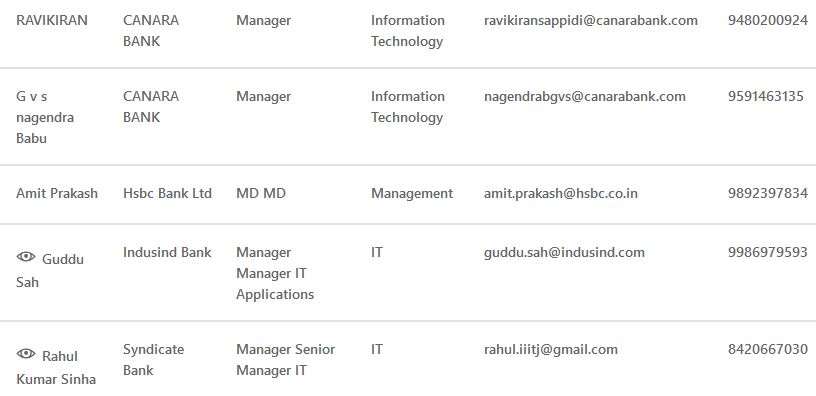 RAVIKIRAN CANARA BANK Manager Information Technology ravikiransappidi@canarabank.com 9480200924
G v s nagendra Babu CANARA BANK Manager Information Technology nagendrabgvs@canarabank.com 9591463135
Amit Prakash Hsbc Bank Ltd MD MD Management amit.prakash@hsbc.co.in 9892397834
Guddu Sah Indusind Bank Manager Manager IT Applications IT guddu.sah@indusind.com 9986979593
Rahul Kumar Sinha Syndicate Bank Manager Senior Manager IT IT rahul.iiitj@gmail.com 8420667030